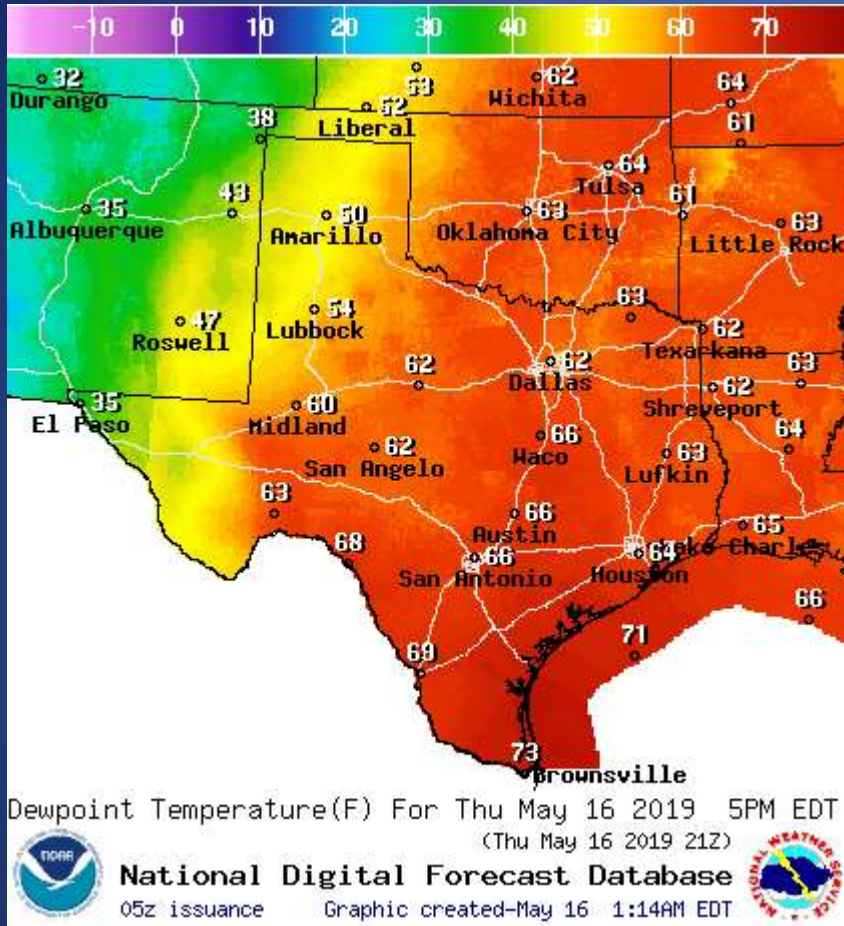 -10 0 10 20 30 40 50 60 70
32 53 62 64
Durango 52 Wichita
38 Liberal 61
64
Tulsa
35 43 50 63 61 63
Albuquerque Amarillo Oklahoma City Little Rock
47 54 63
Roswell Lubbock 62
Texarkana
62 62 63
Dallas 62
35 60 Shreveport
El Paso Midland 66
62 Waco 63 64
San Angelo Lufkin
63 66 65
Austin
68 66 64 Lake Charles
San Antonio Houston
66
69 71
73
Brownsville
Dewpoint Temperature(F) For Thu May 16 2019 5PM EDT
(Thu May 16 2019 21Z)
NOAA
National Digital Forecast Database
05z issuance Graphic created-May 16 1:14AM EDT
NATIONAL WEATHER SERVICE